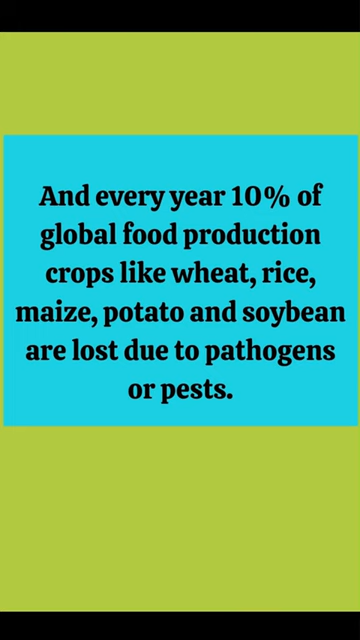 And every year 10% of
global food production
crops like wheat, rice,
maize, potato and soybean
are lost due to pathogens
or pests.